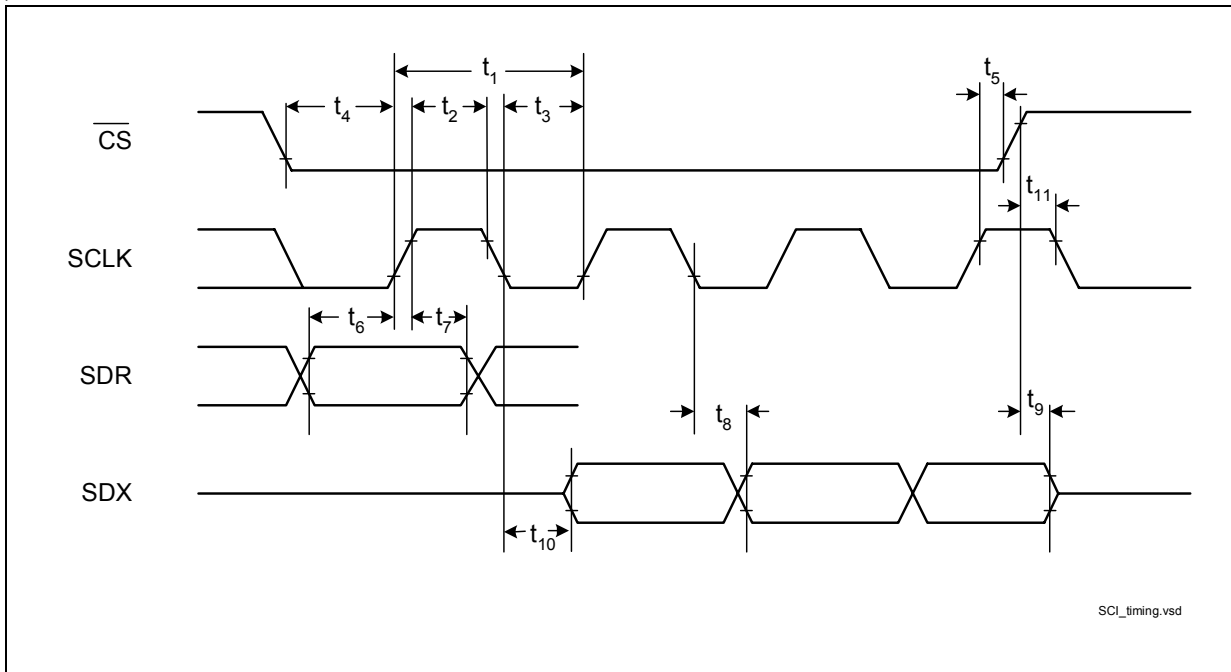 t1
t5
t4
t2
t3
CS
t11
SCLK
t6
t7
SDR
t8
t9
SDX
t10
SCI_timing.vsd